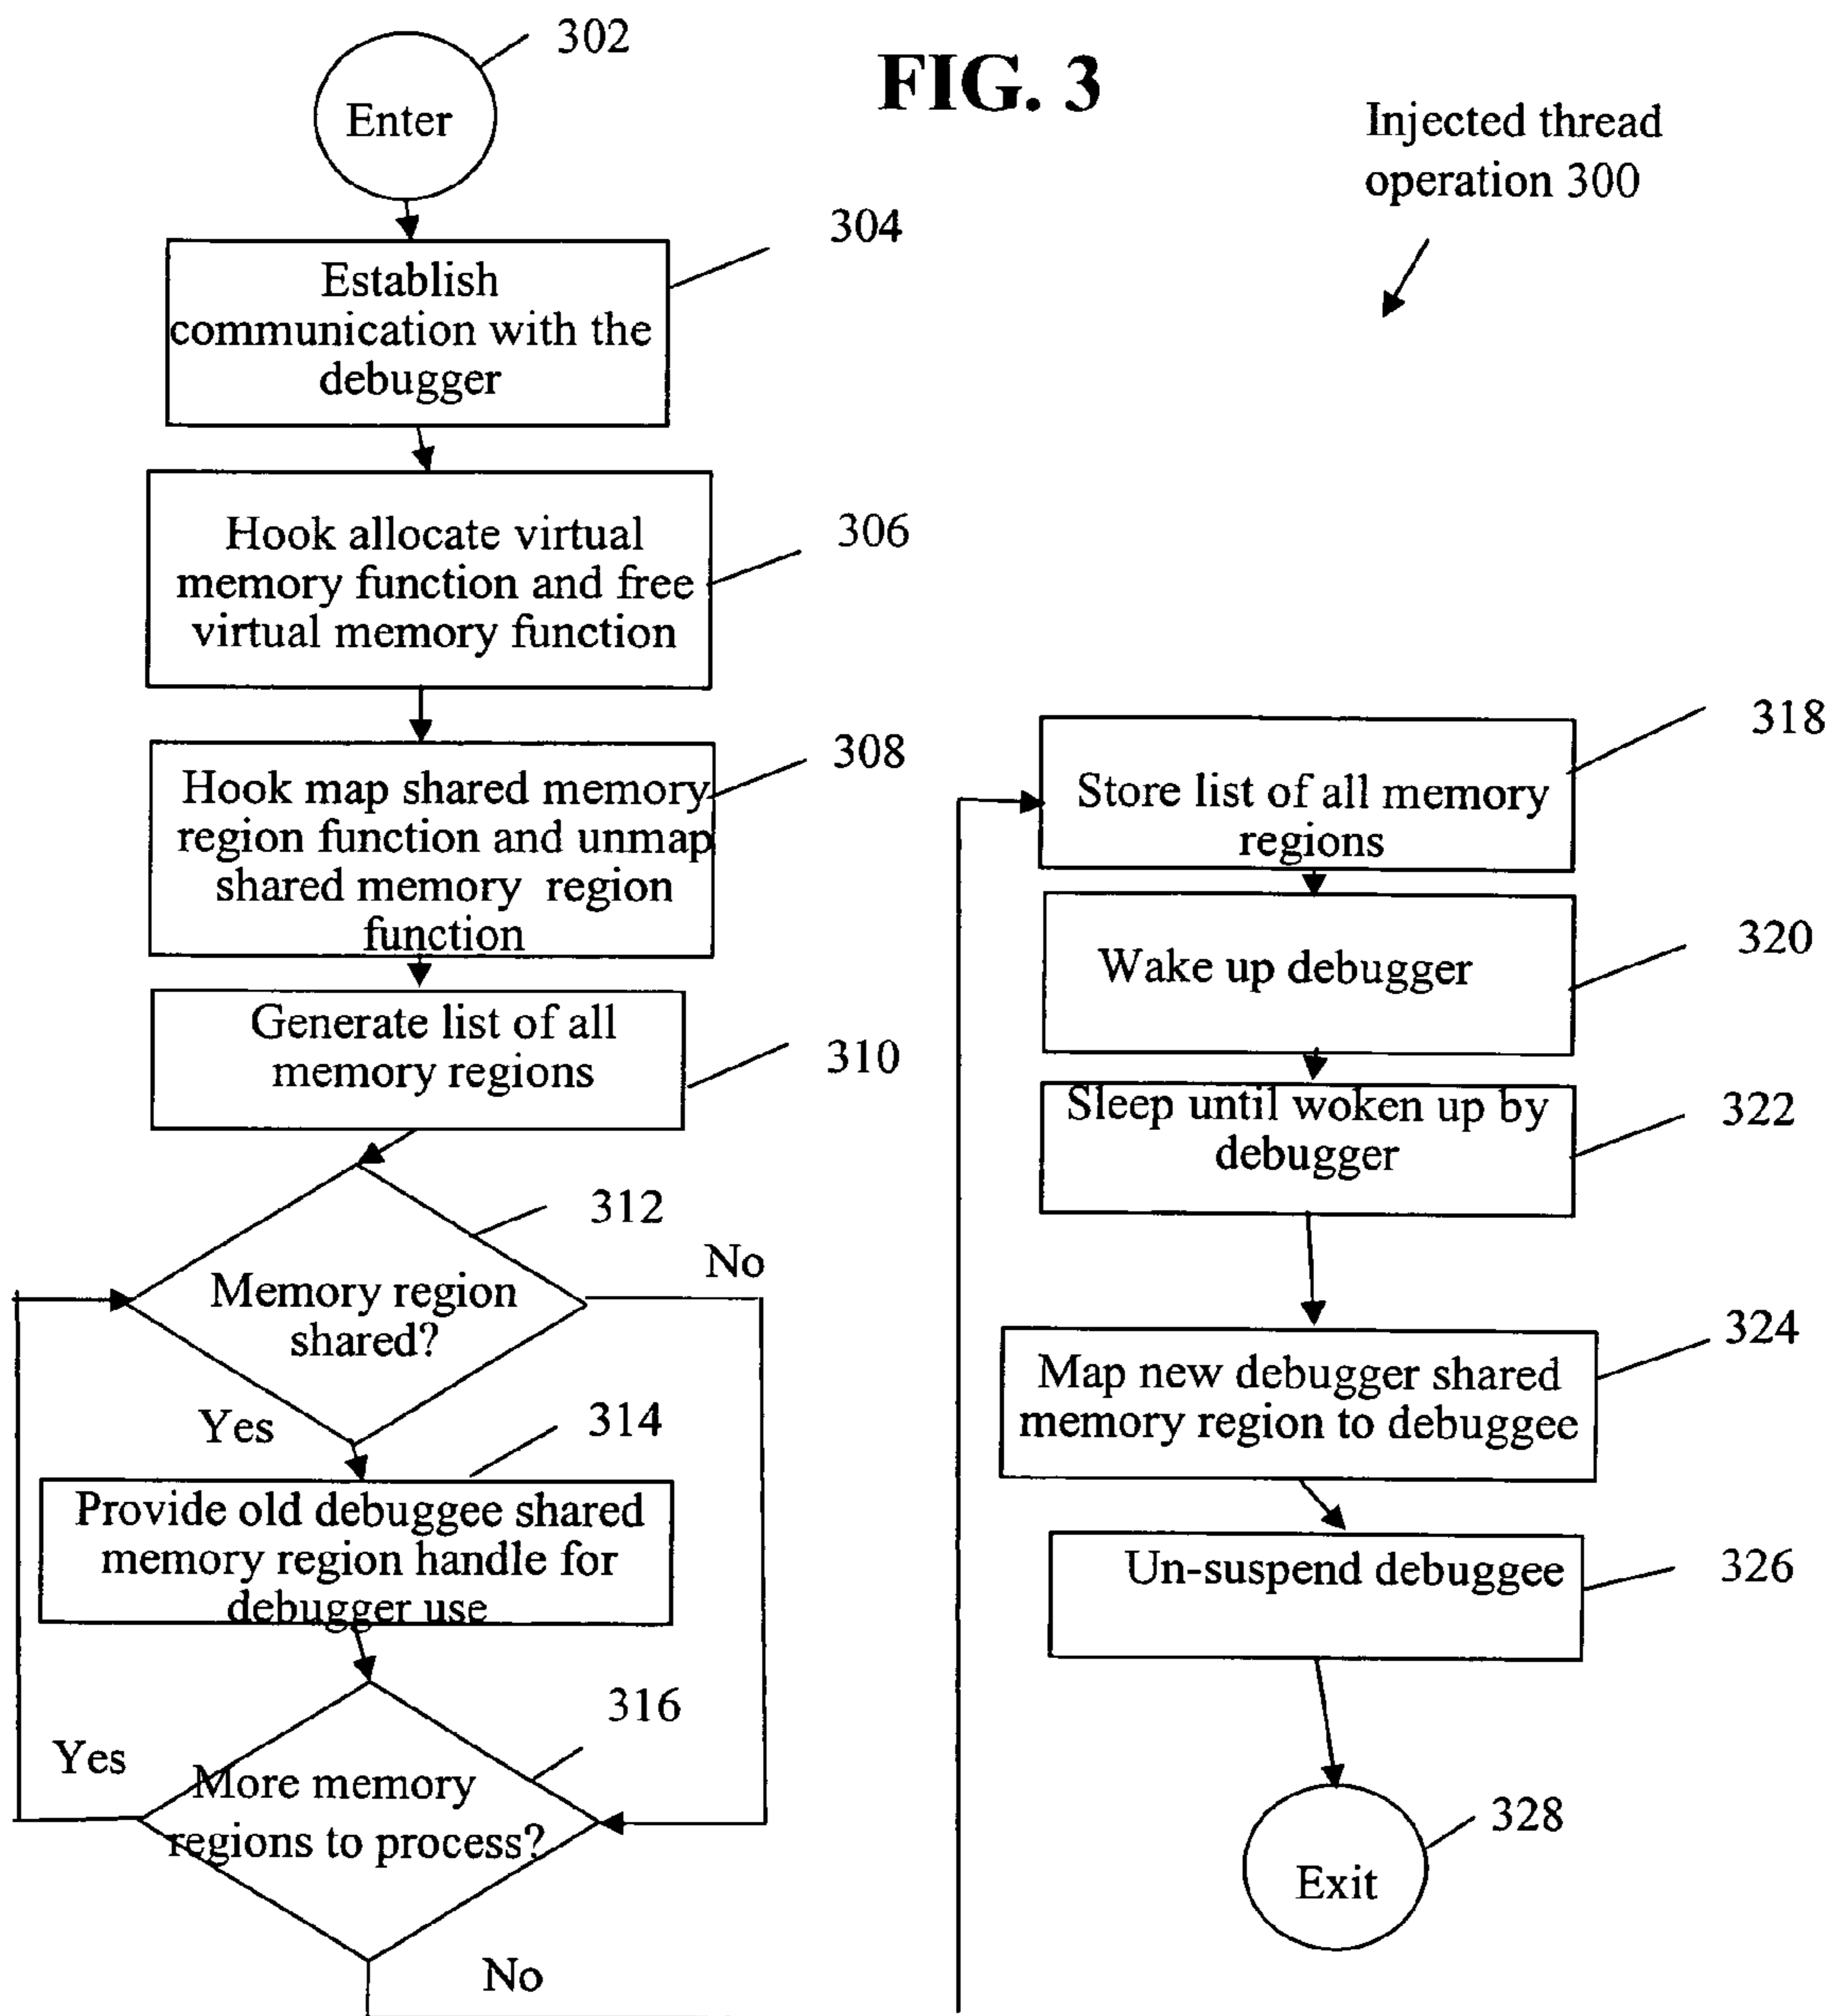 FIG. 3
Injected thread
operation 300
302
Enter
304
Establish
communication with the
debugger
306
Hook allocate virtual
memory function and free
virtual memory function
308
Hook map shared memory
region function and unmap
shared memory region
function
310
Generate list of all
memory regions
312
Memory region
shared?
No
Yes
314
Provide old debuggee shared
memory region handle for
debugger use
316
More memory
regions to process?
Yes
No
318
Store list of all memory
regions
320
Wake up debugger
322
Sleep until woken up by
debugger
324
Map new debugger shared
memory region to debuggee
326
Un-suspend debuggee
328
Exit